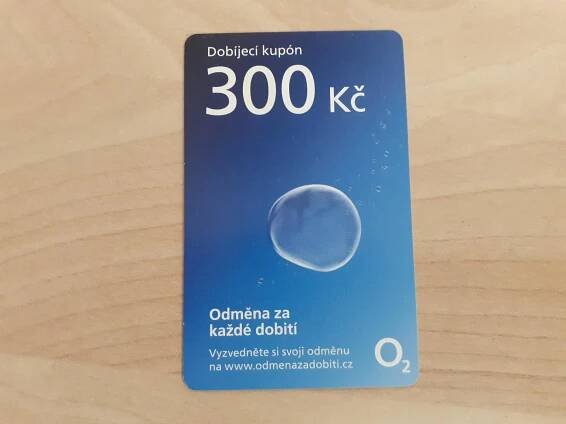 Dobíjecí kupón
300 Kč
Odměna za
každé dobití
Vyzvedněte si svoji odměnu
na www.odmenazadobiti.cz
O2